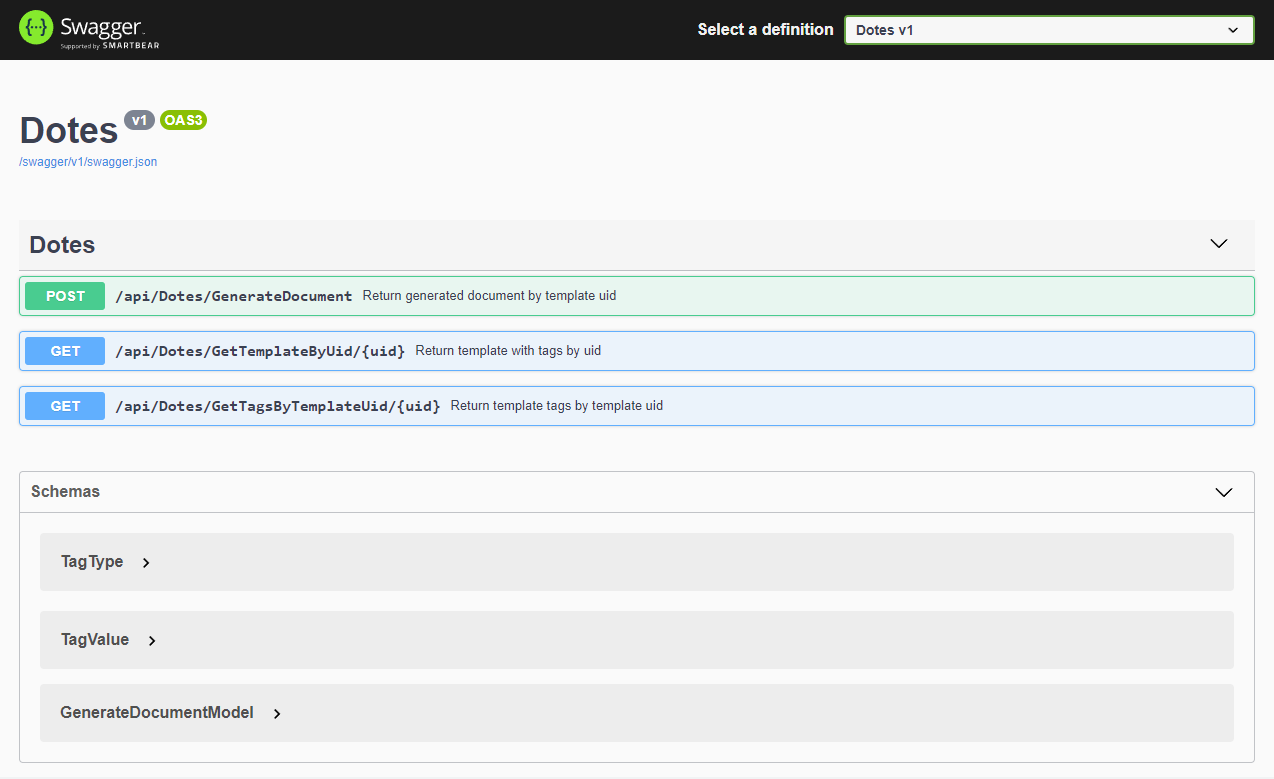 Swagger
Supported by SMARTBEAR
Select a definition
Dotes v1
Dotes v1 OAS3
/swagger/v1/swagger.json
Dotes
POST /api/Dotes/GenerateDocument Return generated document by template uid
GET /api/Dotes/GetTemplateByUid/{uid} Return template with tags by uid
GET /api/Dotes/GetTagsByTemplateUid/{uid} Return template tags by template uid
Schemas
TagType
TagValue
GenerateDocumentModel